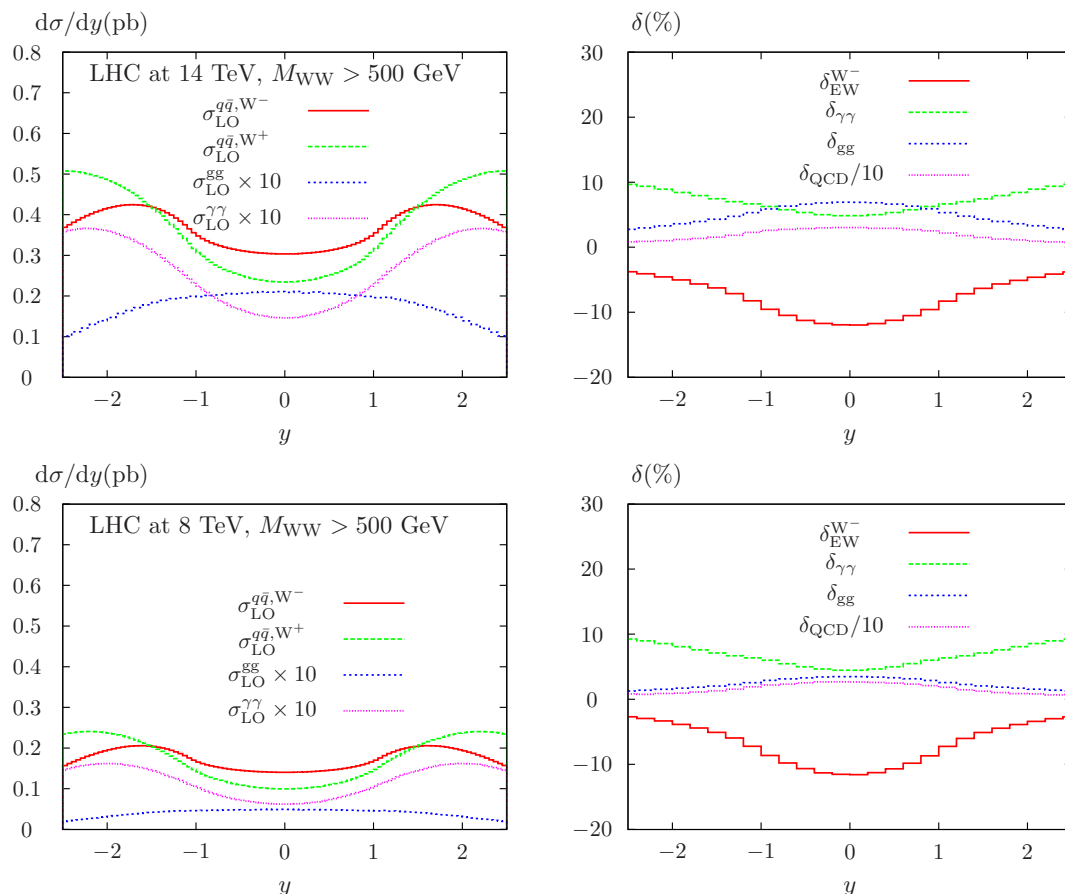 dσ/dy(pb)
LHC at 14 TeV, M_WW > 500 GeV
σ_LO^{qq̄,W−}
σ_LO^{qq̄,W+}
σ_LO^{gg} × 10
σ_LO^{γγ} × 10
0.8
0.7
0.6
0.5
0.4
0.3
0.2
0.1
0
−2 −1 0 1 2
y
δ(%)
δ_EW^{W−}
δ_γγ
δ_gg
δ_QCD/10
30
20
10
0
−10
−20
−2 −1 0 1 2
y
dσ/dy(pb)
LHC at 8 TeV, M_WW > 500 GeV
σ_LO^{qq̄,W−}
σ_LO^{qq̄,W+}
σ_LO^{gg} × 10
σ_LO^{γγ} × 10
0.8
0.7
0.6
0.5
0.4
0.3
0.2
0.1
0
−2 −1 0 1 2
y
δ(%)
δ_EW^{W−}
δ_γγ
δ_gg
δ_QCD/10
30
20
10
0
−10
−20
−2 −1 0 1 2
y